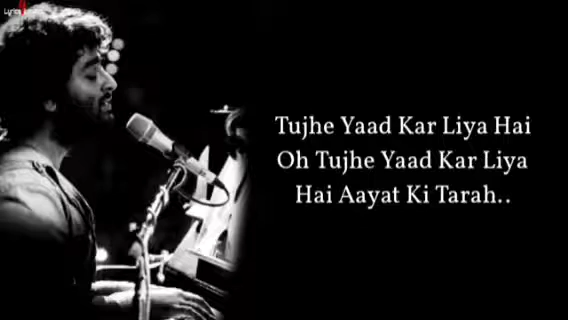 Tujhe Yaad Kar Liya Hai
Oh Tujhe Yaad Kar Liya
Hai Aayat Ki Tarah..